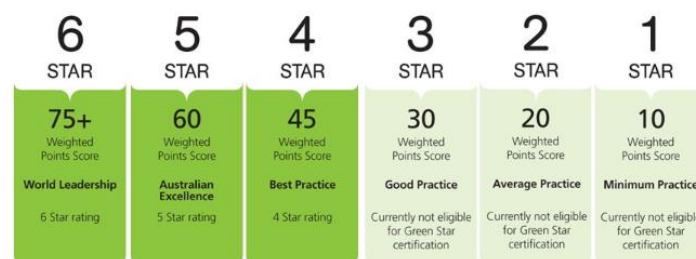 6
STAR
75+
Weighted
Points Score
World Leadership
6 Star rating
5
STAR
60
Weighted
Points Score
Australian
Excellence
5 Star rating
4
STAR
45
Weighted
Points Score
Best Practice
4 Star rating
3
STAR
30
Weighted
Points Score
Good Practice
Currently not eligible
for Green Star
certification
2
STAR
20
Weighted
Points Score
Average Practice
Currently not eligible
for Green Star
certification
1
STAR
10
Weighted
Points Score
Minimum Practice
Currently not eligibl
for Green Star
certification